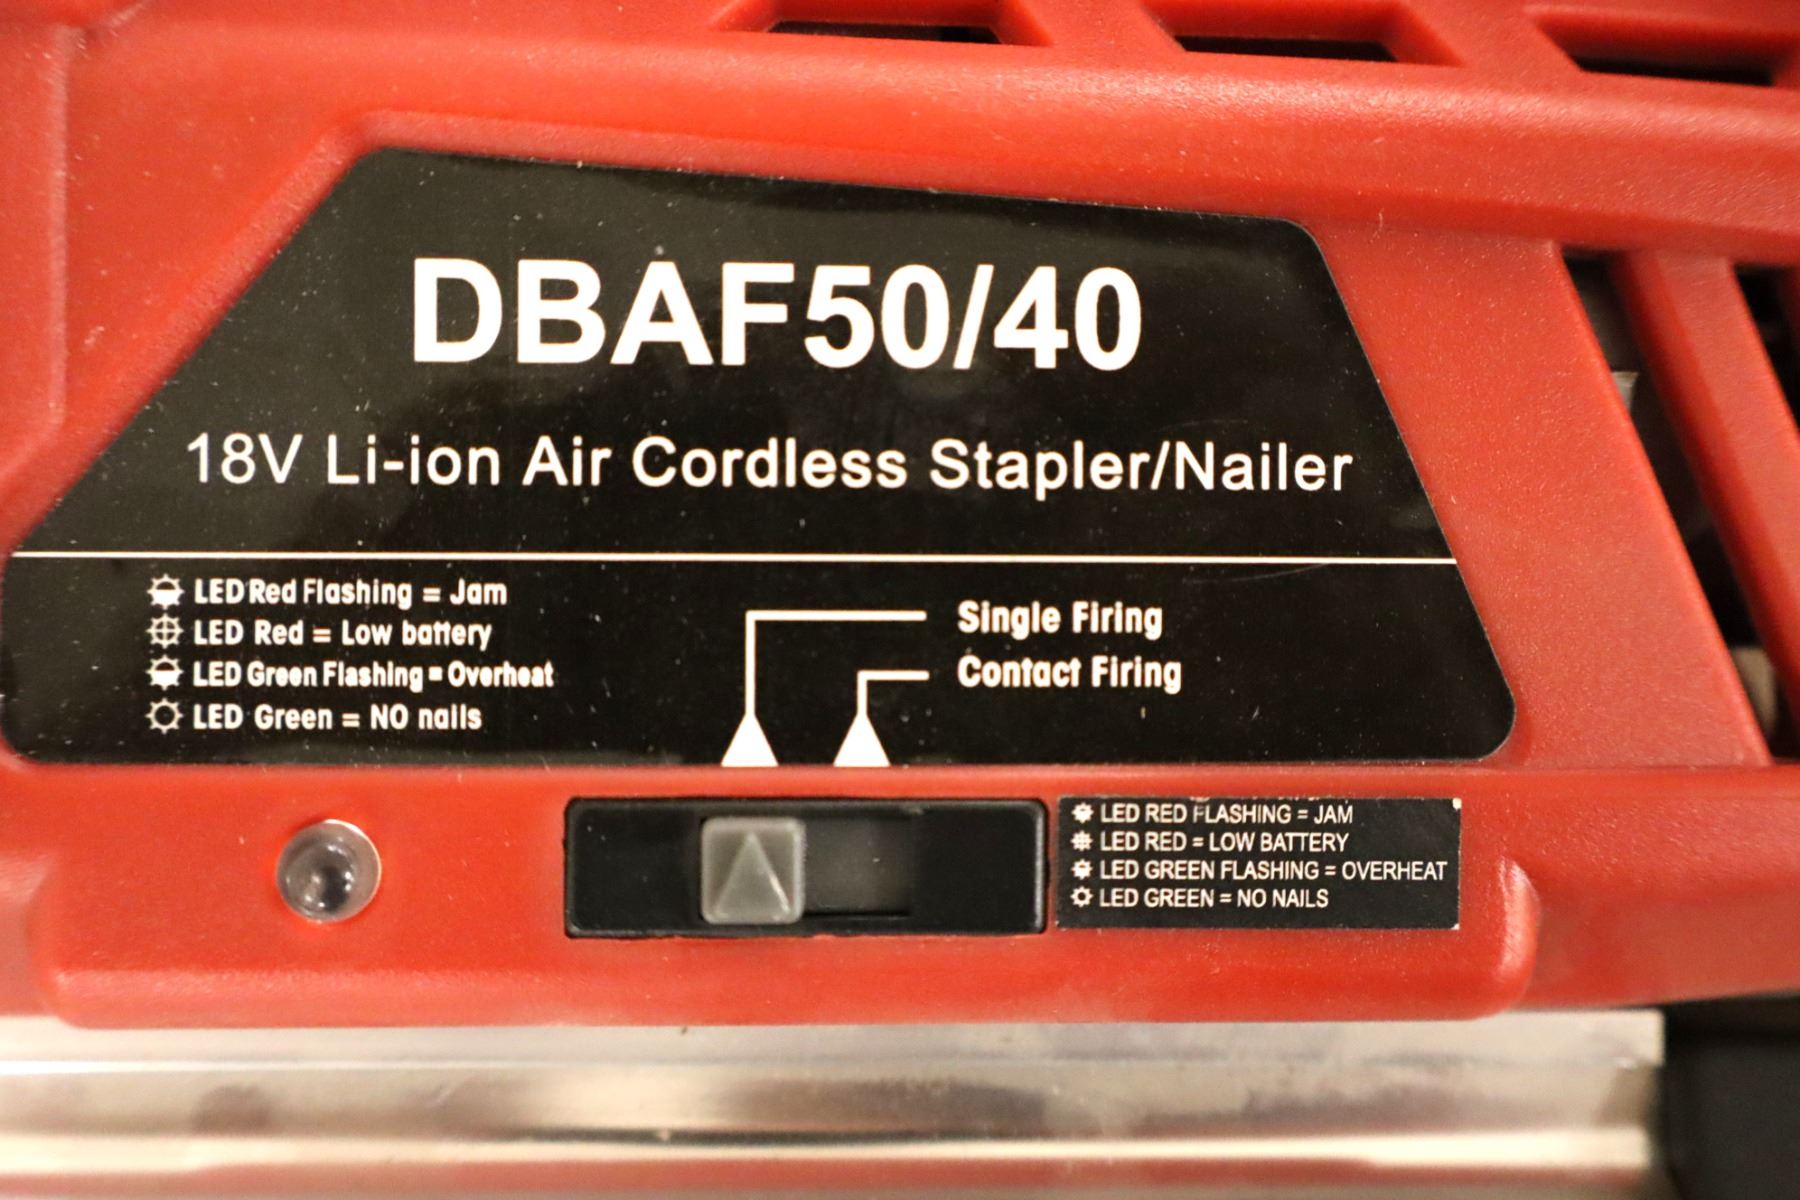 DBAF50/40
18V Li-ion Air Cordless Stapler/Nailer
LED Red Flashing = Jam
LED Red = Low battery
LED Green Flashing = Overheat
LED Green = NO nails
Single Firing
Contact Firing
LED RED FLASHING = JAM
LED RED = LOW BATTERY
LED GREEN FLASHING = OVERHEAT
LED GREEN = NO NAILS